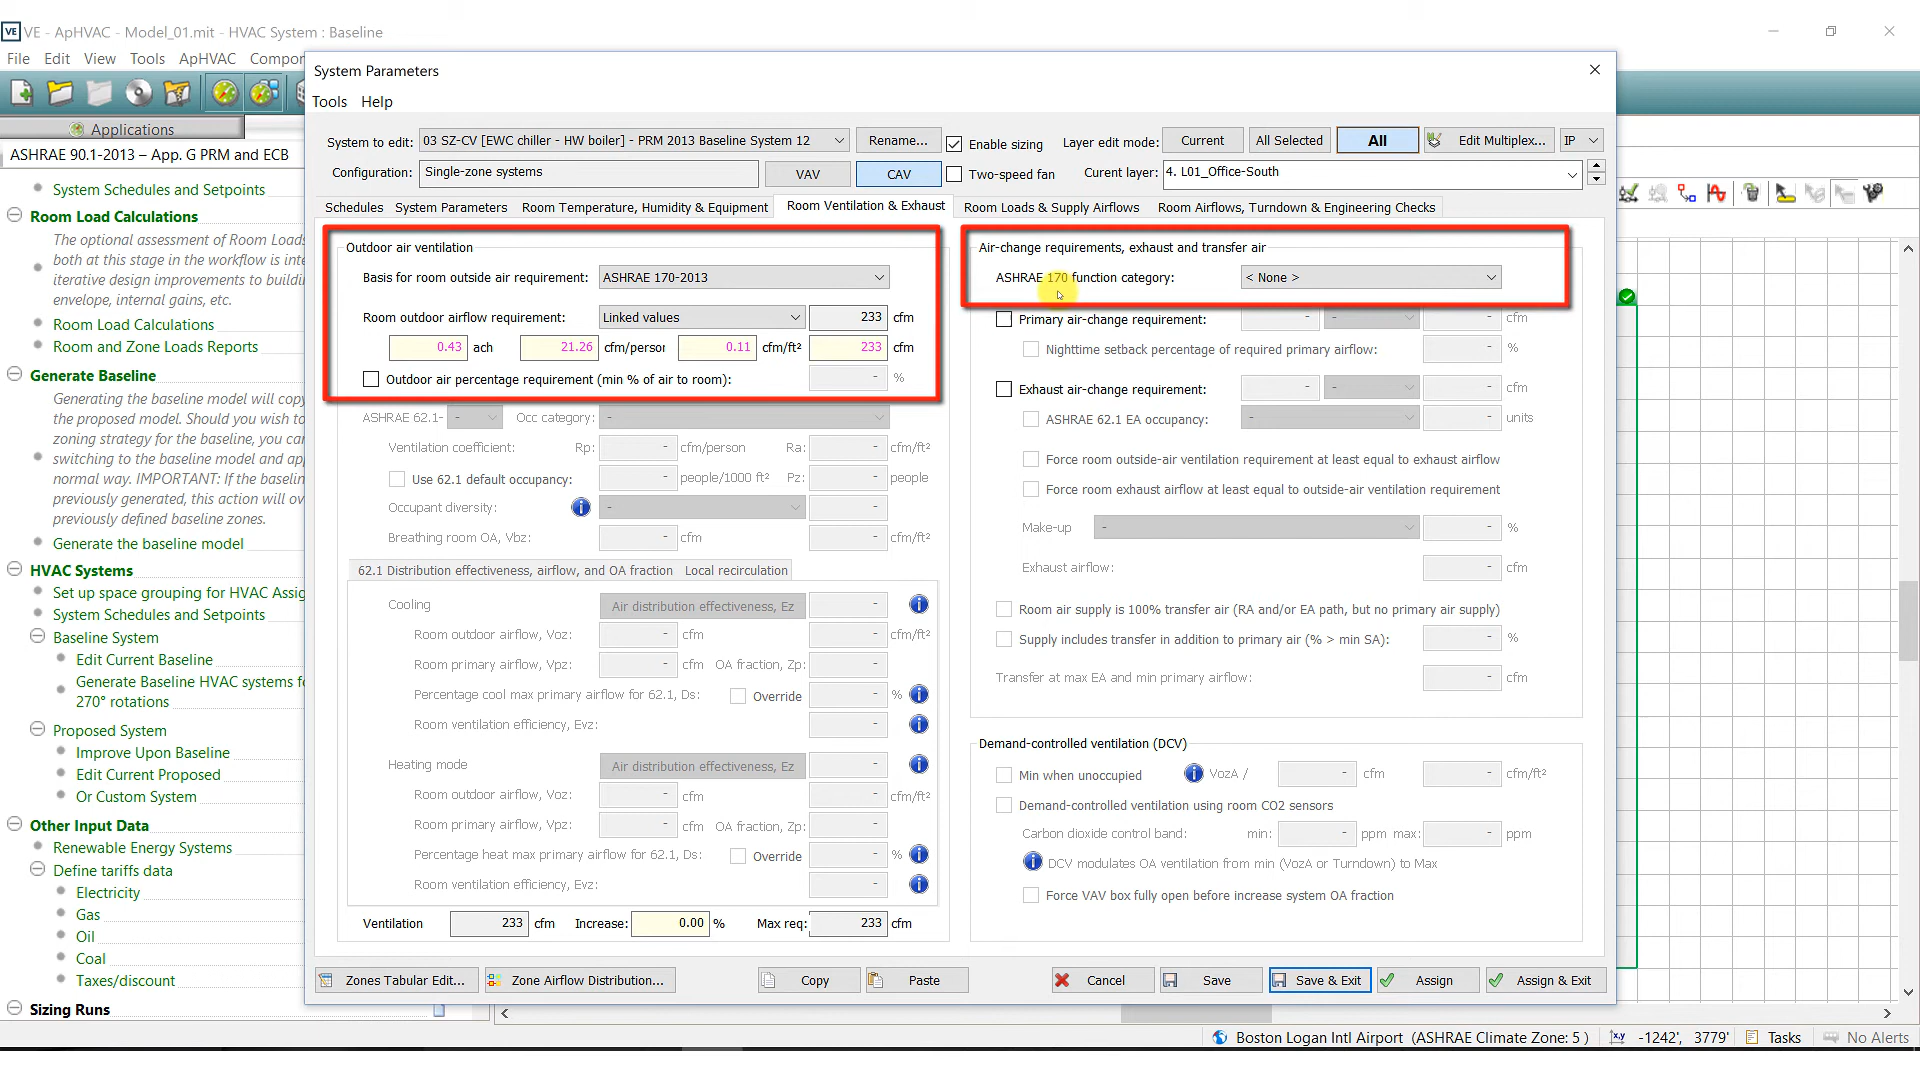 VE VE - ApHVAC - Model_01.mit - HVAC System : Baseline
File Edit View Tools ApHVAC Compor
Applications
ASHRAE 90.1-2013 – App. G PRM and ECB
System Schedules and Setpoints
Room Load Calculations
The optional assessment of Room Loads
both at this stage in the workflow is inte
iterative design improvements to building
envelope, internal gains, etc.
Room Load Calculations
Room and Zone Loads Reports
Generate Baseline
Generating the baseline model will copy
the proposed model. Should you wish to
zoning strategy for the baseline, you can
switching to the baseline model and app
normal way. IMPORTANT: If the baseline
previously generated, this action will ov
previously defined baseline zones.
Generate the baseline model
HVAC Systems
Set up space grouping for HVAC Assig
System Schedules and Setpoints
Baseline System
Edit Current Baseline
Generate Baseline HVAC systems fo
270° rotations
Proposed System
Improve Upon Baseline
Edit Current Proposed
Or Custom System
Other Input Data
Renewable Energy Systems
Define tariffs data
Electricity
Gas
Oil
Coal
Taxes/discount
Sizing Runs
System Parameters
Tools Help
System to edit: 03 SZ-CV [EWC chiller - HW boiler] - PRM 2013 Baseline System 12 Rename... Enable sizing Layer edit mode: Current All Selected All Edit Multiplex... IP
Configuration: Single-zone systems VAV CAV Two-speed fan Curent layer: 4. L01_Office-South
Schedules System Parameters Room Temperature, Humidity & Equipment Room Ventilation & Exhaust Room Loads & Supply Airflows Room Airflows, Turndown & Engineering Checks
Outdoor air ventilation
Basis for room outside air requirement: ASHRAE 170-2013
Room outdoor airflow requirement: Linked values 233 cfm
0.43 ach 21.26 cfm/person 0.11 cfm/ft² 233 cfm
Outdoor air percentage requirement (min % of air to room): - %
ASHRAE 62.1- - Occ category: -
Ventilation coefficient: Rp: - cfm/person Ra: - cfm/ft²
Use 62.1 default occupancy: - people/1000 ft² Pz: - people
Occupant diversity: - -
Breathing room OA, Vbz: - cfm - cfm/ft²
62.1 Distribution effectiveness, airflow, and OA fraction Local recirculation
Cooling Air distribution effectiveness, Ez -
Room outdoor airflow, Voz: - cfm - cfm/ft²
Room primary airflow, Vpz: - cfm OA fraction, Zp: -
Percentage cool max primary airflow for 62.1, Ds: Override - %
Room ventilation efficiency, Evz: -
Heating mode Air distribution effectiveness, Ez -
Room outdoor airflow, Voz: - cfm - cfm/ft²
Room primary airflow, Vpz: - cfm OA fraction, Zp: -
Percentage heat max primary airflow for 62.1, Ds: Override - %
Room ventilation efficiency, Evz: -
Ventilation 233 cfm Increase: 0.00 % Max req: 233 cfm
Air-change requirements, exhaust and transfer air
ASHRAE 170 function category: < None >
Primary air-change requirement: - - - cfm
Nighttime setback percentage of required primary airflow: - %
Exhaust air-change requirement: - - - cfm
ASHRAE 62.1 EA occupancy: - - units
Force room outside-air ventilation requirement at least equal to exhaust airflow
Force room exhaust airflow at least equal to outside-air ventilation requirement
Make-up - - %
Exhaust airflow: - cfm
Room air supply is 100% transfer air (RA and/or EA path, but no primary air supply)
Supply includes transfer in addition to primary air (% > min SA): - %
Transfer at max EA and min primary airflow: - cfm
Demand-controlled ventilation (DCV)
Min when unoccupied VozA / - cfm - cfm/ft²
Demand-controlled ventilation using room CO2 sensors
Carbon dioxide control band: min: - ppm max: - ppm
DCV modulates OA ventilation from min (VozA or Turndown) to Max
Force VAV box fully open before increase system OA fraction
Zones Tabular Edit... Zone Airflow Distribution... Copy Paste Cancel Save Save & Exit Assign Assign & Exit
Boston Logan Intl Airport (ASHRAE Climate Zone: 5 ) x,y -1242', 3779' Tasks No Alerts